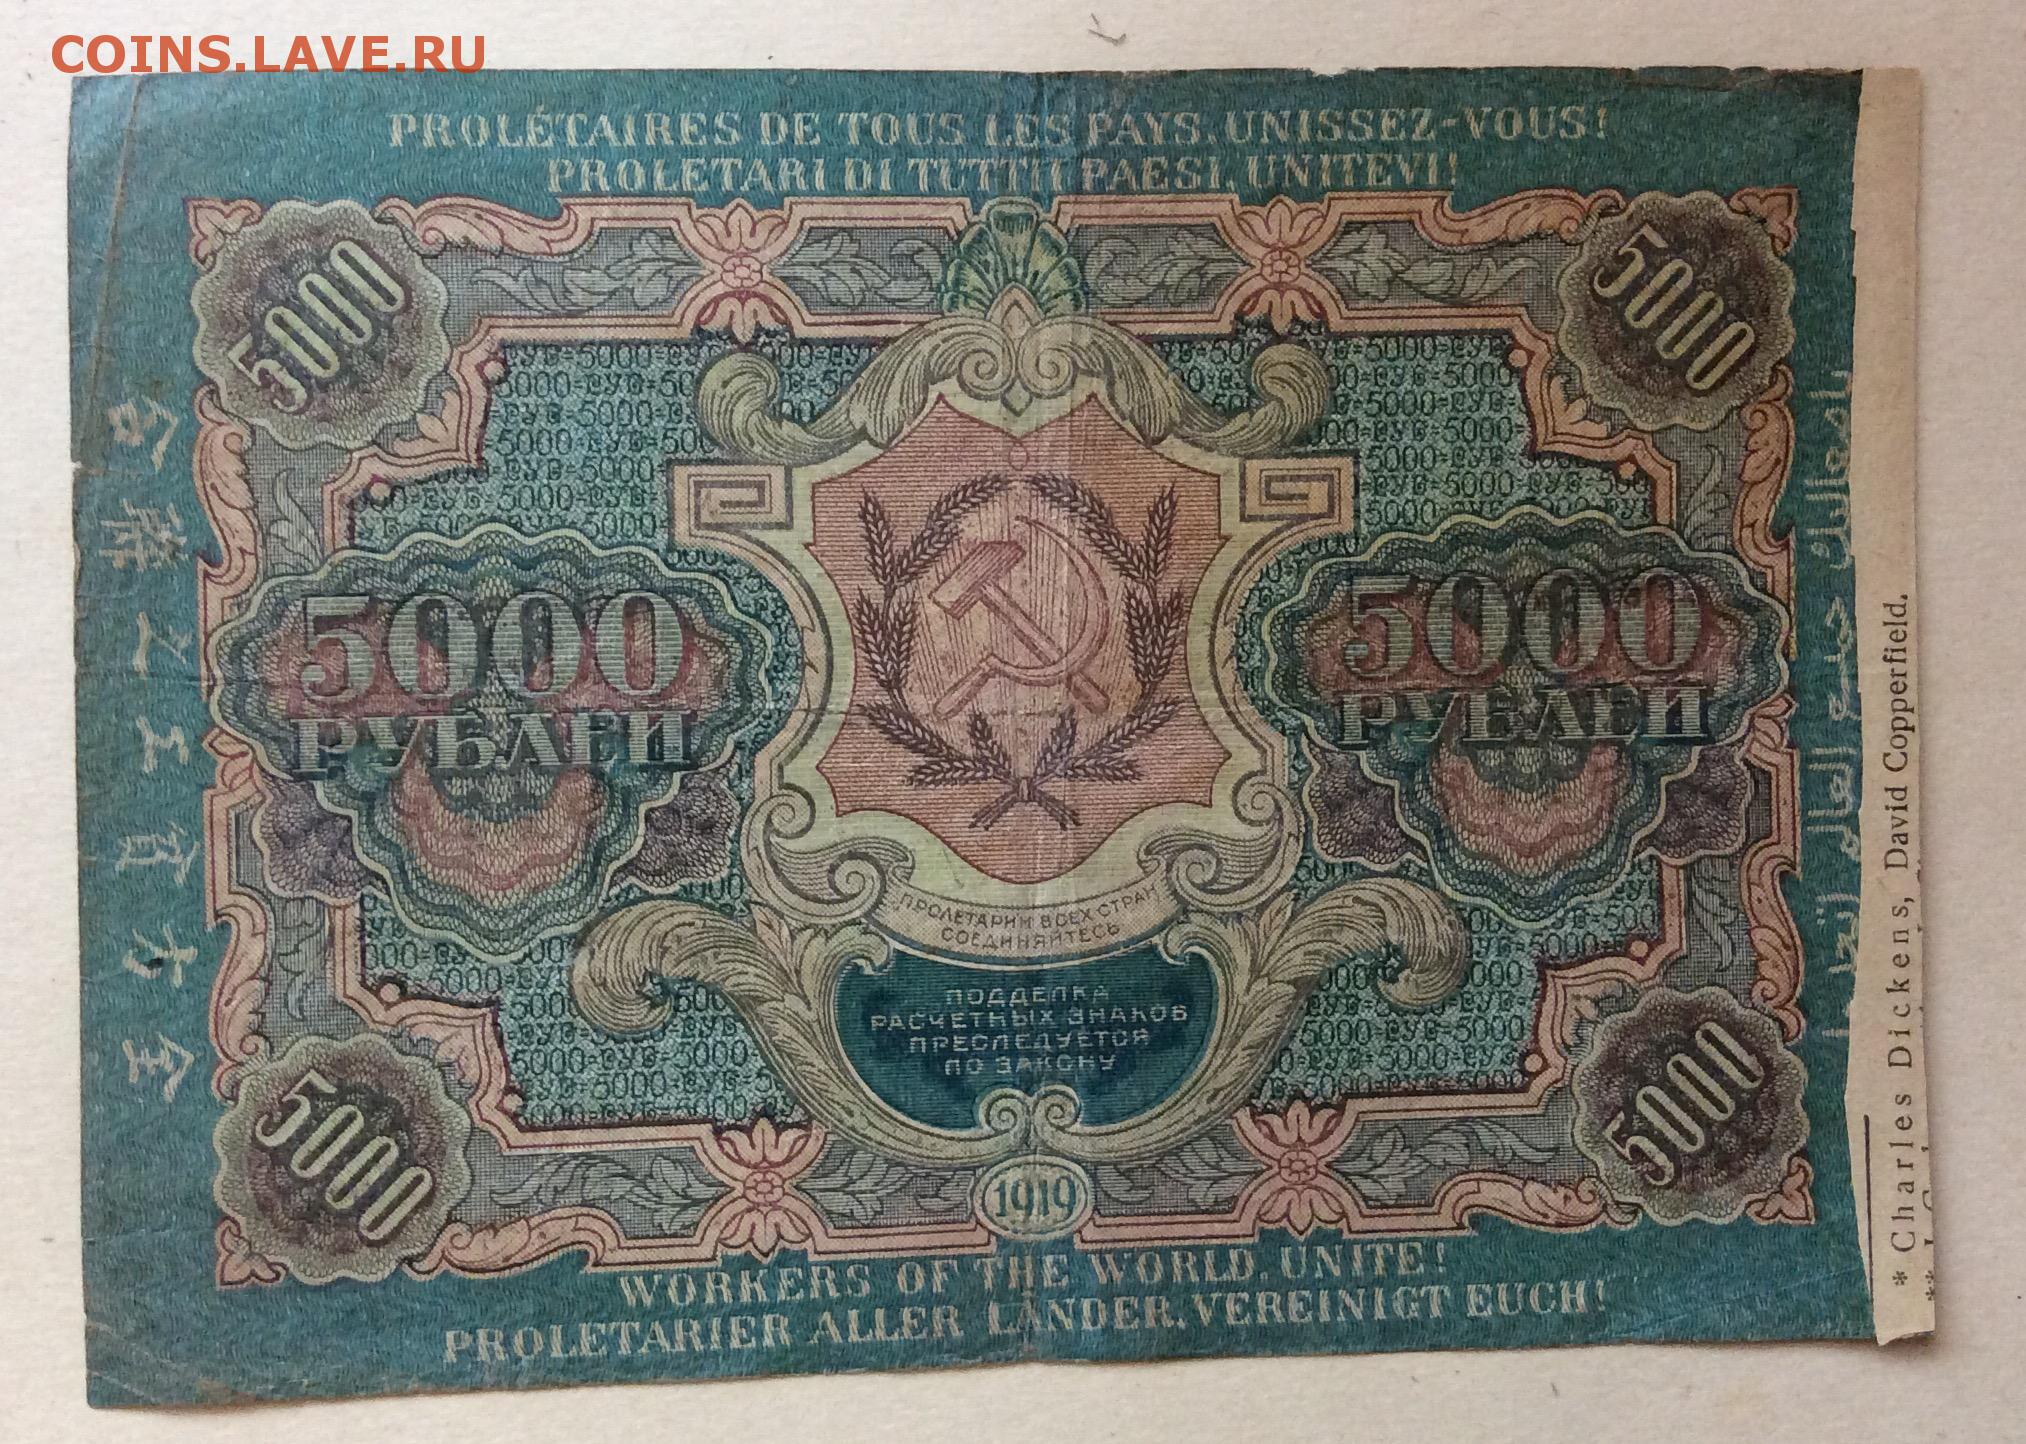 COINS.LAVE.RU
PROLÉTAIRES DE TOUS LES PAYS, UNISSEZ-VOUS!
PROLETARI DI TUTTI I PAESI, UNITEVI!
5000
5000
5000 РУБЛЕЙ
5000 РУБЛЕЙ
ПРОЛЕТАРИИ ВСЕХ СТРАН
СОЕДИНЯЙТЕСЬ
ПОДДЕЛКА
РАСЧЕТНЫХ ЗНАКОВ
ПРЕСЛЕДУЕТСЯ
ПО ЗАКОНУ
5000
5000
1919
WORKERS OF THE WORLD, UNITE!
PROLETARIER ALLER LÄNDER, VEREINIGT EUCH!
* Charles Dickens, David Copperfield.